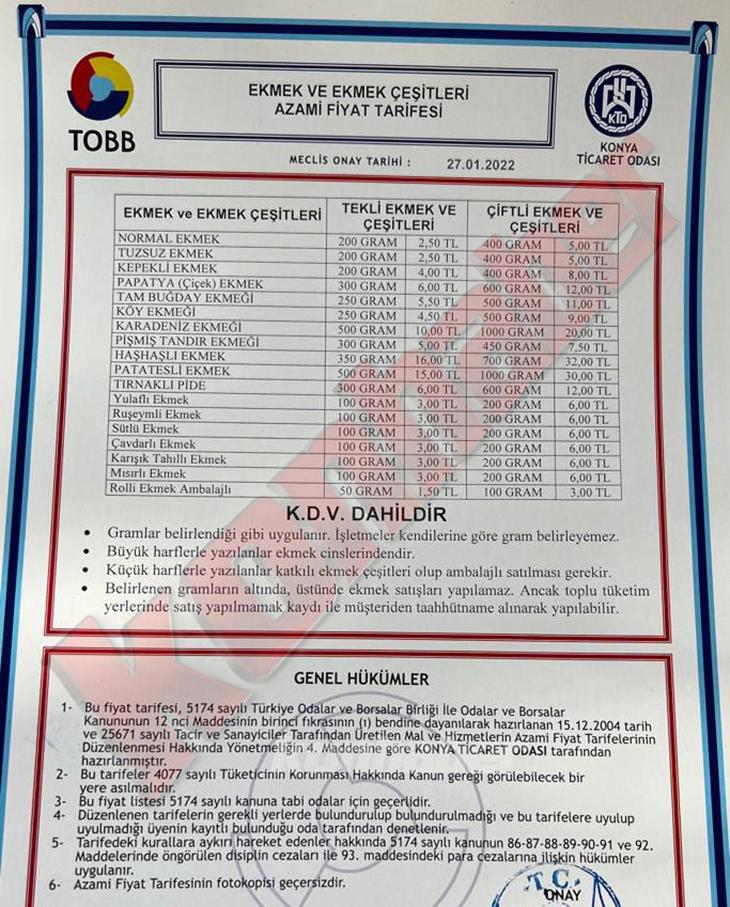 EKMEK VE EKMEK ÇEŞİTLERİ
AZAMİ FİYAT TARİFESİ
TOBB
KTO
KONYA
TİCARET ODASI
MECLİS ONAY TARİHİ : 27.01.2022
EKMEK ve EKMEK ÇEŞİTLERİ TEKLİ EKMEK VE ÇEŞİTLERİ ÇİFTLİ EKMEK VE ÇEŞİTLERİ
NORMAL EKMEK 200 GRAM 2,50 TL 400 GRAM 5,00 TL
TUZSUZ EKMEK 200 GRAM 2,50 TL 400 GRAM 5,00 TL
KEPEKLİ EKMEK 200 GRAM 4,00 TL 400 GRAM 8,00 TL
PAPATYA (Çiçek) EKMEK 300 GRAM 6,00 TL 600 GRAM 12,00 TL
TAM BUĞDAY EKMEĞİ 250 GRAM 5,50 TL 500 GRAM 11,00 TL
KÖY EKMEĞİ 250 GRAM 4,50 TL 500 GRAM 9,00 TL
KARADENİZ EKMEĞİ 500 GRAM 10,00 TL 1000 GRAM 20,00 TL
PİŞMİŞ TANDIR EKMEĞİ 300 GRAM 5,00 TL 450 GRAM 7,50 TL
HAŞHAŞLI EKMEK 350 GRAM 16,00 TL 700 GRAM 32,00 TL
PATATESLİ EKMEK 500 GRAM 15,00 TL 1000 GRAM 30,00 TL
TIRNAKLI PİDE 300 GRAM 6,00 TL 600 GRAM 12,00 TL
Yulaflı Ekmek 100 GRAM 3,00 TL 200 GRAM 6,00 TL
Ruşeymli Ekmek 100 GRAM 3,00 TL 200 GRAM 6,00 TL
Sütlü Ekmek 100 GRAM 3,00 TL 200 GRAM 6,00 TL
Çavdarlı Ekmek 100 GRAM 3,00 TL 200 GRAM 6,00 TL
Karışık Tahıllı Ekmek 100 GRAM 3,00 TL 200 GRAM 6,00 TL
Mısırlı Ekmek 100 GRAM 3,00 TL 200 GRAM 6,00 TL
Rolli Ekmek Ambalajlı 50 GRAM 1,50 TL 100 GRAM 3,00 TL
K.D.V. DAHİLDİR
• Gramlar belirlendiği gibi uygulanır. İşletmeler kendilerine göre gram belirleyemez.
• Büyük harflerle yazılanlar ekmek cinslerindendir.
• Küçük harflerle yazılanlar katkılı ekmek çeşitleri olup ambalajlı satılması gerekir.
• Belirlenen gramların altında, üstünde ekmek satışları yapılamaz. Ancak toplu tüketim
yerlerinde satış yapılmamak kaydı ile müşteriden taahhütname alınarak yapılabilir.
GENEL HÜKÜMLER
1- Bu fiyat tarifesi, 5174 sayılı Türkiye Odalar ve Borsalar Birliği İle Odalar ve Borsalar
Kanununun 12 nci Maddesinin birinci fıkrasının (ı) bendine dayanılarak hazırlanan 15.12.2004 tarih
ve 25671 sayılı Tacir ve Sanayiciler Tarafından Üretilen Mal ve Hizmetlerin Azami Fiyat Tarifelerinin
Düzenlenmesi Hakkında Yönetmeliğin 4. Maddesine göre KONYA TİCARET ODASI tarafından
hazırlanmıştır.
2- Bu tarifeler 4077 sayılı Tüketicinin Korunması Hakkında Kanun gereği görülebilecek bir
yere asılmalıdır.
3- Bu fiyat listesi 5174 sayılı kanuna tabi odalar için geçerlidir.
4- Düzenlenen tarifelerin gerekli yerlerde bulundurulup bulundurulmadığı ve bu tarifelere uyulup
uyulmadığı üyenin kayıtlı bulunduğu oda tarafından denetlenir.
5- Tarifedeki kurallara aykırı hareket edenler hakkında 5174 sayılı kanunun 86-87-88-89-90-91 ve 92.
Maddelerinde öngörülen disiplin cezaları ile 93. maddesindeki para cezalarına ilişkin hükümler
uygulanır.
6- Azami Fiyat Tarifesinin fotokopisi geçersizdir.
T.C.
ONAY